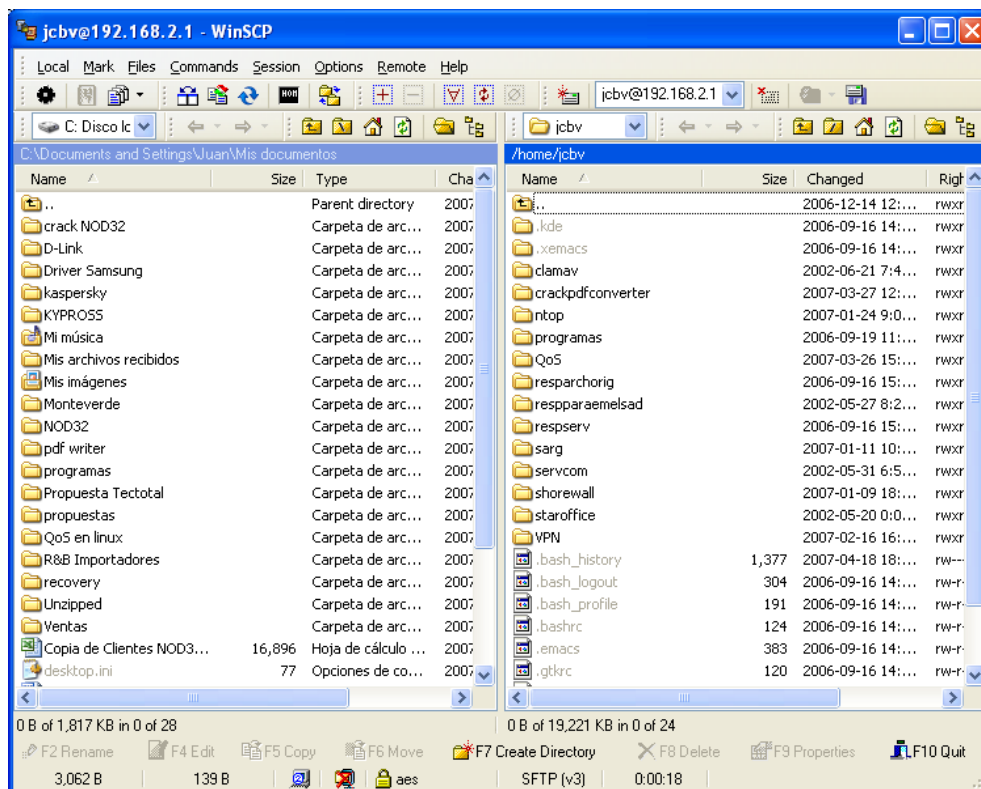 jcbv@192.168.2.1 - WinSCP
Local Mark Files Commands Session Options Remote Help
jcbv@192.168.2.1
C: Disco lc jcbv
C:\Documents and Settings\Juan\Mis documentos /home/jcbv
Name Size Type Cha Name Size Changed Righ
.. Parent directory 2007 .. 2006-12-14 12:... rwxr
crack NOD32 Carpeta de arc... 2007 .kde 2006-09-16 14:... rwxr
D-Link Carpeta de arc... 2007 .xemacs 2006-09-16 14:... rwxr
Driver Samsung Carpeta de arc... 2007 clamav 2002-06-21 7:4... rwxr
kaspersky Carpeta de arc... 2007 crackpdfconverter 2007-03-27 12:... rwxr
KYPROSS Carpeta de arc... 2007 ntop 2007-01-24 9:0... rwxr
Mi música Carpeta de arc... 2007 programas 2006-09-19 11:... rwxr
Mis archivos recibidos Carpeta de arc... 2007 QoS 2007-03-26 15:... rwxr
Mis imágenes Carpeta de arc... 2007 resparchorig 2006-09-16 15:... rwxr
Monteverde Carpeta de arc... 2007 respparaemelsad 2002-05-27 8:2... rwxr
NOD32 Carpeta de arc... 2007 respserv 2006-09-16 15:... rwxr
pdf writer Carpeta de arc... 2007 sarg 2007-01-11 10:... rwxr
programas Carpeta de arc... 2007 servcom 2002-05-31 6:5... rwxr
Propuesta Tectotal Carpeta de arc... 2007 shorewall 2007-01-09 18:... rwxr
propuestas Carpeta de arc... 2007 staroffice 2002-05-20 0:0... rwxr
QoS en linux Carpeta de arc... 2007 VPN 2007-02-16 16:... rwxr
R&B Importadores Carpeta de arc... 2007 .bash_history 1,377 2007-04-18 18:... rw---
recovery Carpeta de arc... 2007 .bash_logout 304 2006-09-16 14:... rw-r-
Unzipped Carpeta de arc... 2007 .bash_profile 191 2006-09-16 14:... rw-r-
Ventas Carpeta de arc... 2007 .bashrc 124 2006-09-16 14:... rw-r-
Copia de Clientes NOD3... 16,896 Hoja de cálculo ... 2007 .emacs 383 2006-09-16 14:... rw-r-
desktop.ini 77 Opciones de co... 2007 .gtkrc 120 2006-09-16 14:... rw-r-
0 B of 1,817 KB in 0 of 28 0 B of 19,221 KB in 0 of 24
F2 Rename F4 Edit F5 Copy F6 Move F7 Create Directory F8 Delete F9 Properties F10 Quit
3,062 B 139 B aes SFTP (v3) 0:00:18